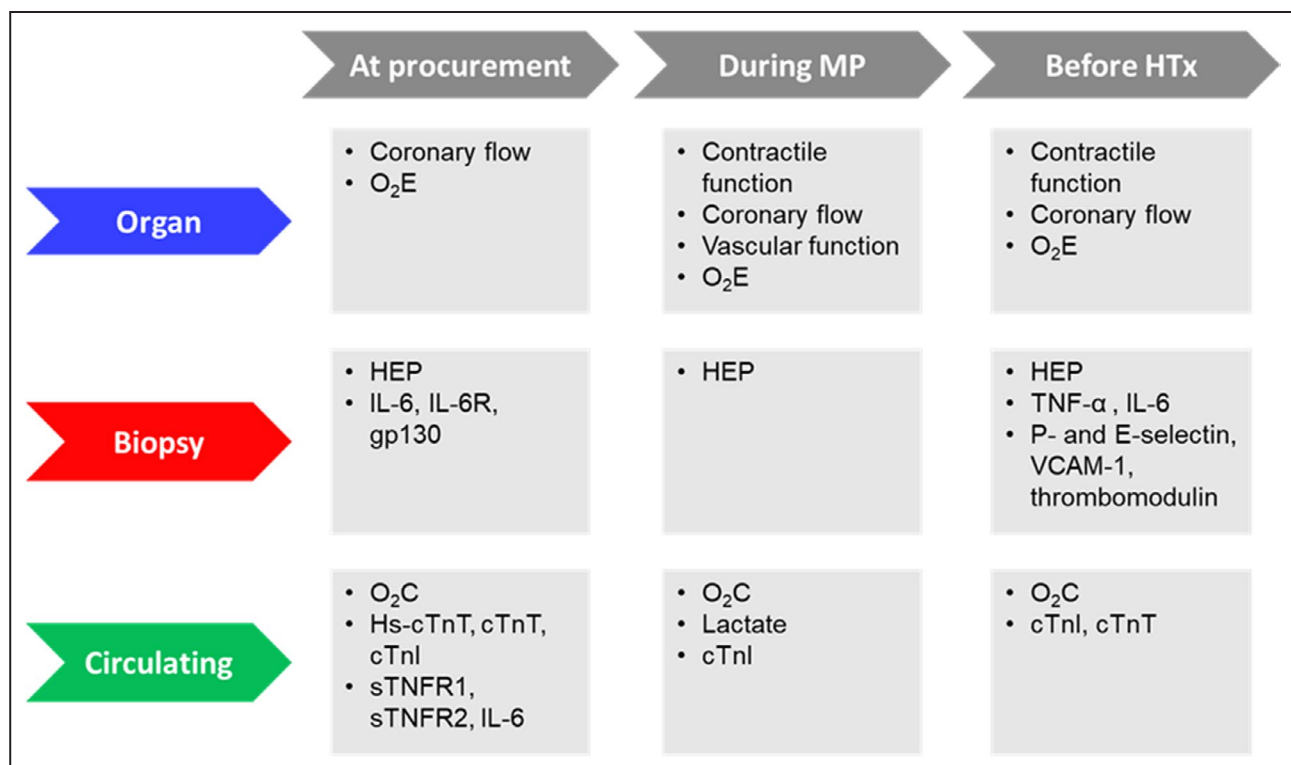 At procurement
During MP
Before HTx
Organ
• Coronary flow
• O₂E
• Contractile
function
• Coronary flow
• Vascular function
• O₂E
• Contractile
function
• Coronary flow
• O₂E
Biopsy
• HEP
• IL-6, IL-6R,
gp130
• HEP
• HEP
• TNF-α , IL-6
• P- and E-selectin,
VCAM-1,
thrombomodulin
Circulating
• O₂C
• Hs-cTnT, cTnT,
cTnI
• sTNFR1,
sTNFR2, IL-6
• O₂C
• Lactate
• cTnI
• O₂C
• cTnI, cTnT